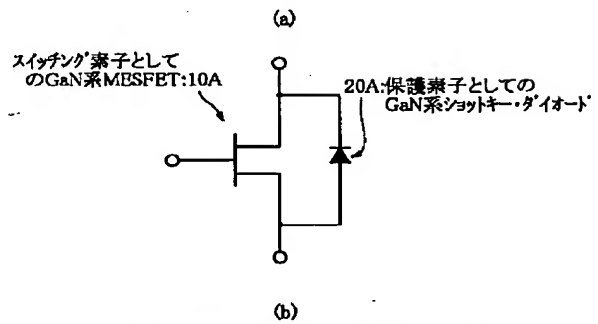 (a)
スイッチング素子として
のGaN系MESFET:10A
20A:保護素子としての
GaN系ショットキー・ダイオード
(b)